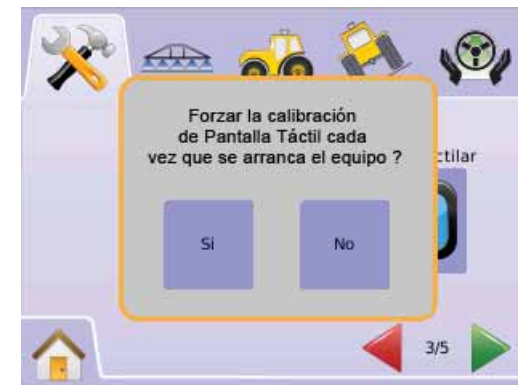 Forzar la calibración
de Pantalla Táctil cada
vez que se arranca el equipo ?
ctilar
Si
No
3/5